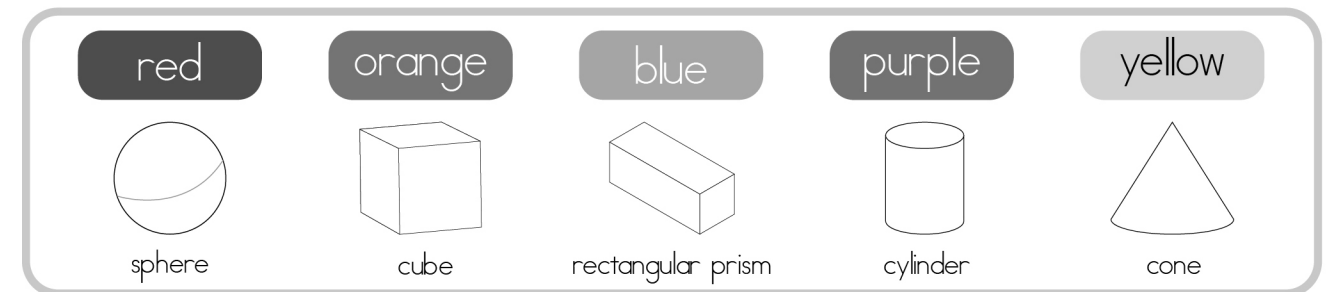 red orange blue purple yellow
sphere cube rectangular prism cylinder cone